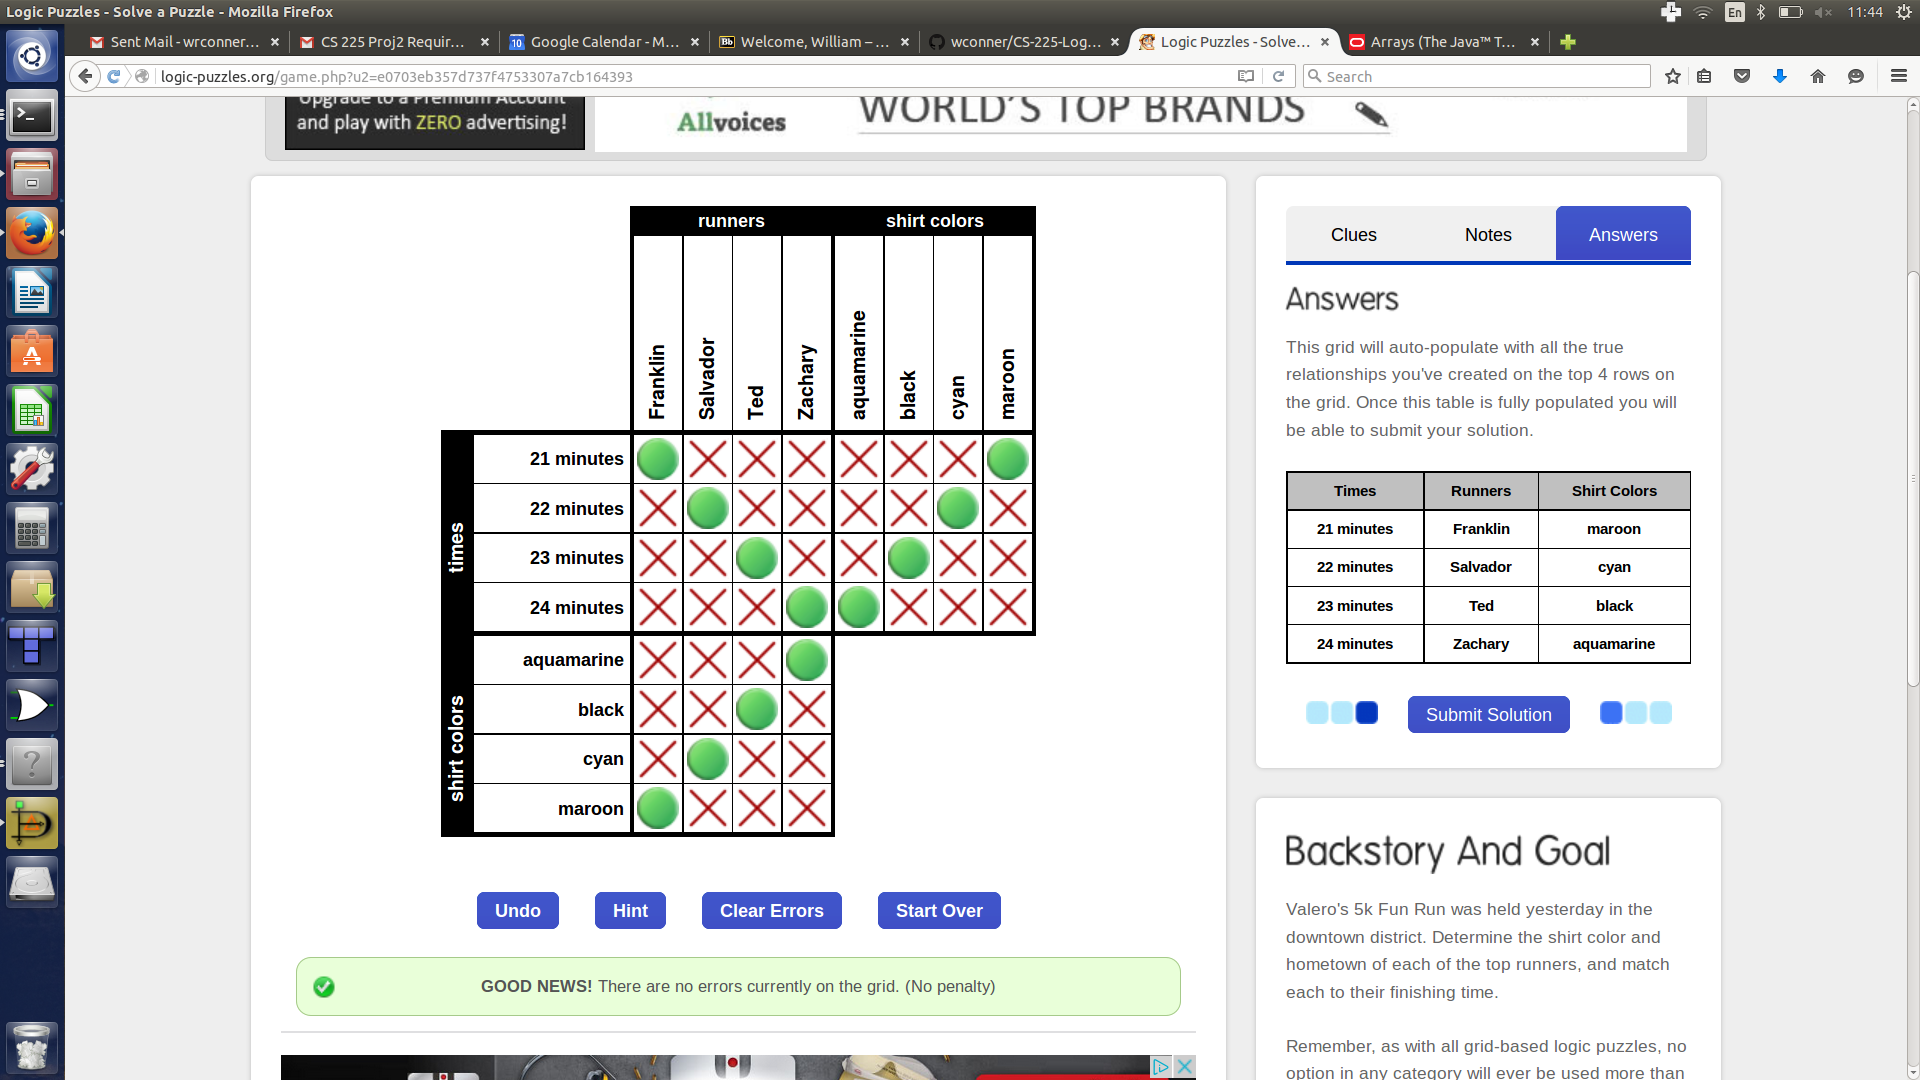 Logic Puzzles - Solve a Puzzle - Mozilla Firefox
En
11:44
Sent Mail - wrconner...
CS 225 Proj2 Requir...
10
Google Calendar - M...
Bb
Welcome, William – ...
wconner/CS-225-Log...
Logic Puzzles - Solve...
Arrays (The Java™ T...
logic-puzzles.org/game.php?u2=e0703eb357d737f4753307a7cb164393
Search
Upgrade to a Premium Account
and play with ZERO advertising!
Allvoices
WORLD'S TOP BRANDS
runners
shirt colors
Franklin
Salvador
Ted
Zachary
aquamarine
black
cyan
maroon
times
21 minutes
22 minutes
23 minutes
24 minutes
shirt colors
aquamarine
black
cyan
maroon
Undo
Hint
Clear Errors
Start Over
GOOD NEWS! There are no errors currently on the grid. (No penalty)
Clues
Notes
Answers
Answers
This grid will auto-populate with all the true
relationships you've created on the top 4 rows on
the grid. Once this table is fully populated you will
be able to submit your solution.
Times Runners Shirt Colors
21 minutes Franklin maroon
22 minutes Salvador cyan
23 minutes Ted black
24 minutes Zachary aquamarine
Submit Solution
Backstory And Goal
Valero's 5k Fun Run was held yesterday in the
downtown district. Determine the shirt color and
hometown of each of the top runners, and match
each to their finishing time.
Remember, as with all grid-based logic puzzles, no
option in any category will ever be used more than